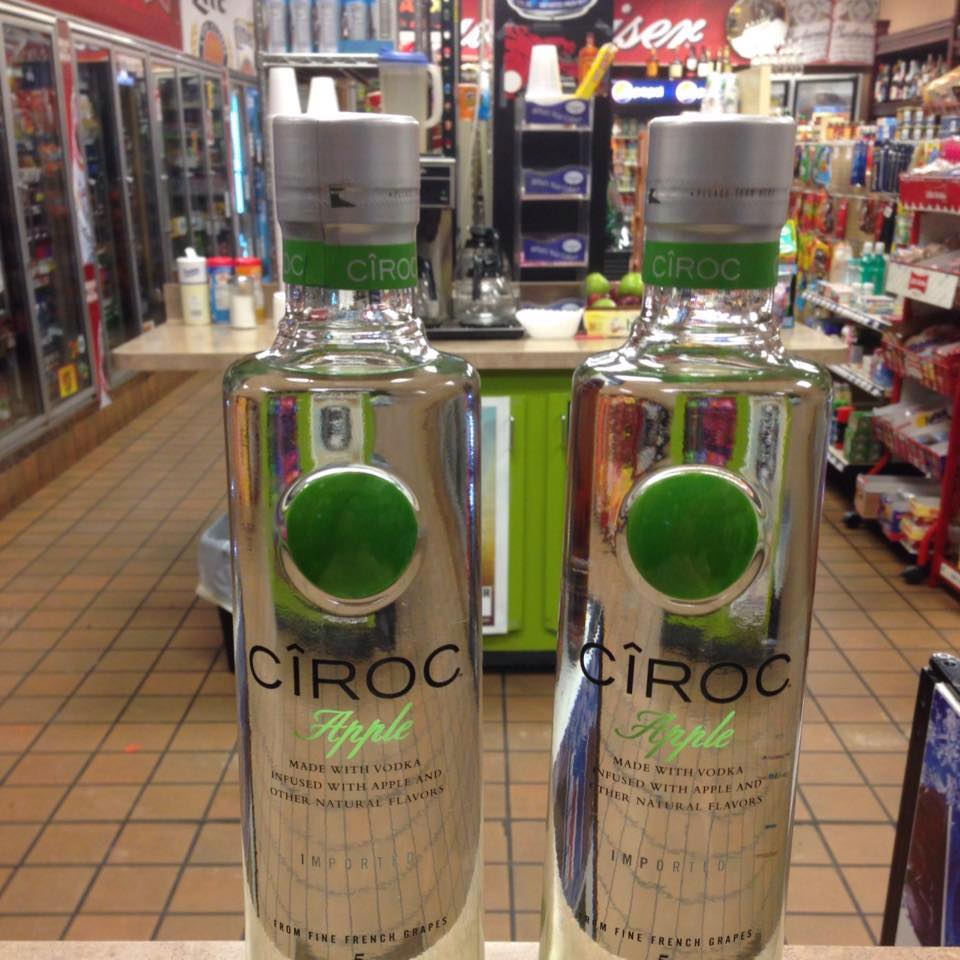 CîROC
CîROC
CîROC
Apple
MADE WITH VODKA
INFUSED WITH APPLE AND
OTHER NATURAL FLAVORS
IMPORTED
FROM FINE FRENCH GRAPES
CîROC
Apple
MADE WITH VODKA
INFUSED WITH APPLE AND
OTHER NATURAL FLAVORS
IMPORTED
FROM FINE FRENCH GRAPES